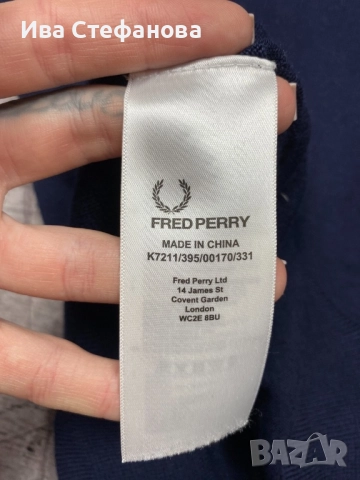 Ива Стефанова
FRED PERRY
MADE IN CHINA
K7211/395/00170/331
Fred Perry Ltd
14 James St
Covent Garden
London
WC2E 8BU
BAZAR